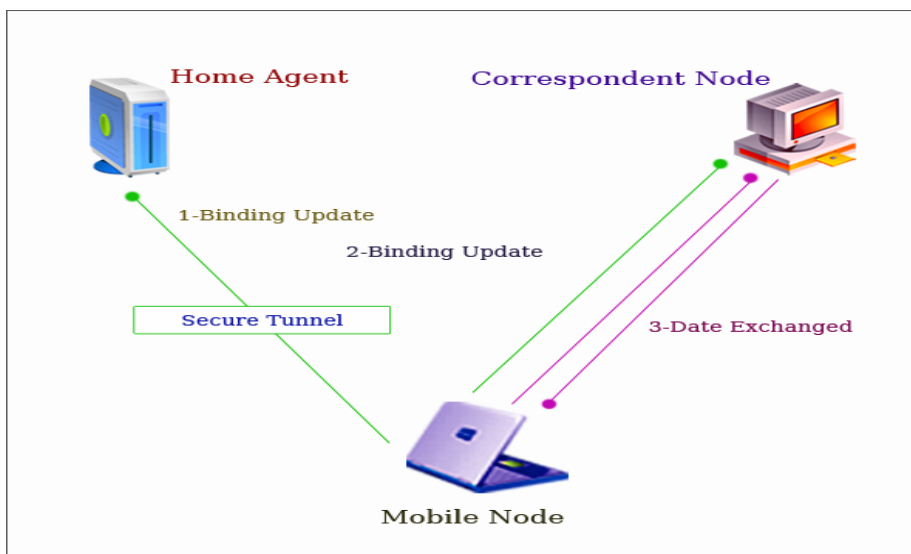 Home Agent
Correspondent Node
1-Binding Update
2-Binding Update
Secure Tunnel
3-Date Exchanged
Mobile Node